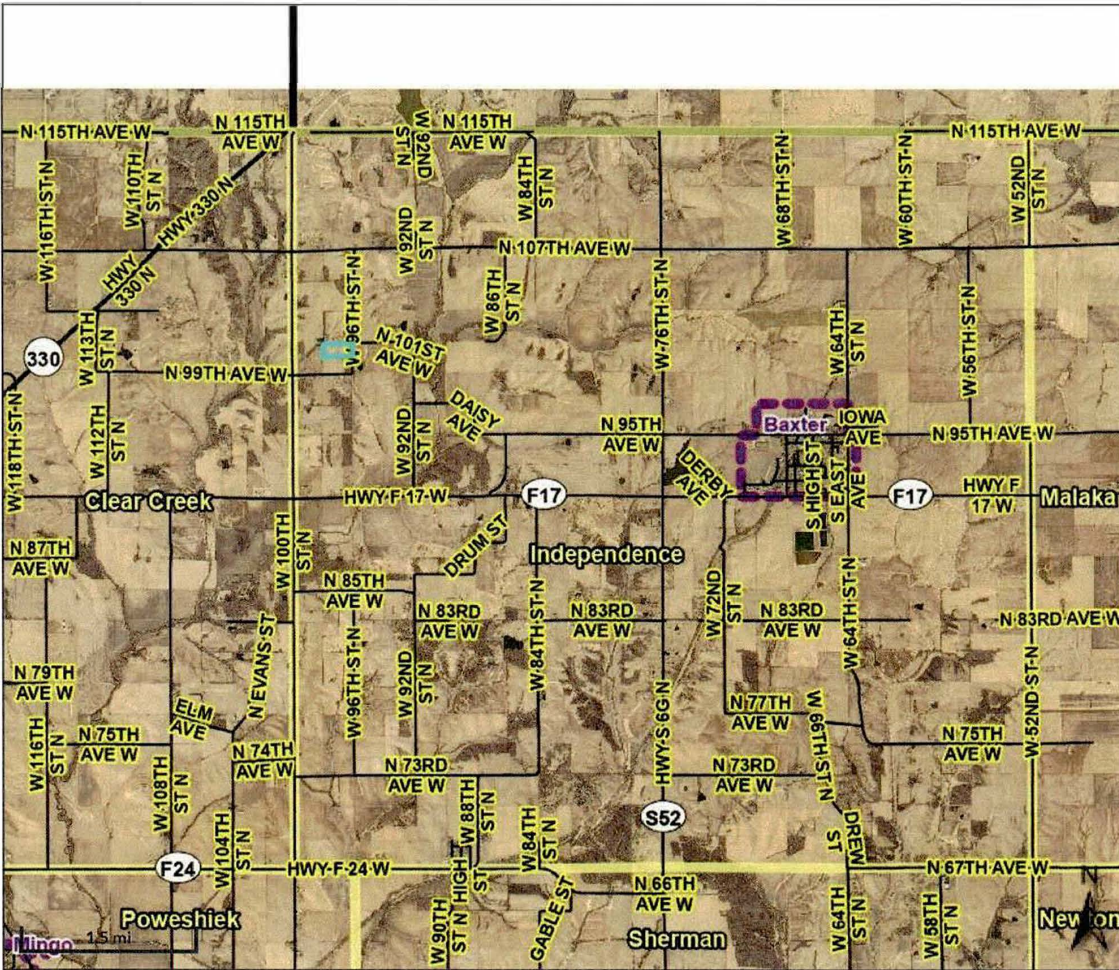 N 115TH AVE W
N 115TH
AVE W
W 92ND
ST N
N 115TH
AVE W
N 115TH AVE W
W 116TH ST N
W 110TH
ST N
HWY 330 N
W 92ND
ST N
W 84TH
ST N
W 68TH ST N
W 60TH ST N
W 52ND
ST N
N 107TH AVE W
HWY
330 N
W 96TH ST N
W 86TH
ST N
W 76TH ST N
W 64TH
ST N
W 56TH ST N
330
W 113TH
ST N
N 101ST
AVE W
N 99TH AVE W
W 118TH ST N
W 112TH
ST N
W 92ND
ST N
DAISY
AVE
N 95TH
AVE W
Baxter
IOWA
AVE
N 95TH AVE W
DERBY
AVE
S HIGH ST
S EAST
AVE
Clear Creek
HWY F 17 W
F17
F17
HWY F
17 W
Malaka
N 87TH
AVE W
W 100TH
ST N
DRUM ST
Independence
N 85TH
AVE W
N 83RD
AVE W
W 84TH ST N
N 83RD
AVE W
W 72ND
ST N
N 83RD
AVE W
W 64TH ST N
N 83RD AVE W
N 79TH
AVE W
N EVANS ST
W 96TH ST N
W 92ND
ST N
HWY S 6G N
N 77TH
AVE W
W 66TH ST N
W 52ND ST N
W 116TH
ST N
N 75TH
AVE W
ELM
AVE
N 74TH
AVE W
N 73RD
AVE W
N 73RD
AVE W
N 75TH
AVE W
W 108TH
ST N
W 88TH
ST N
S52
W 104TH
ST N
W 84TH
ST N
DREW
ST
F24
HWY F 24 W
N 67TH AVE W
N HIGH
ST
W 90TH
ST N
GABLE ST
N 66TH
AVE W
W 64TH
ST N
W 58TH
ST N
N
Poweshiek
Sherman
Newton
Mingo
1.5 mi